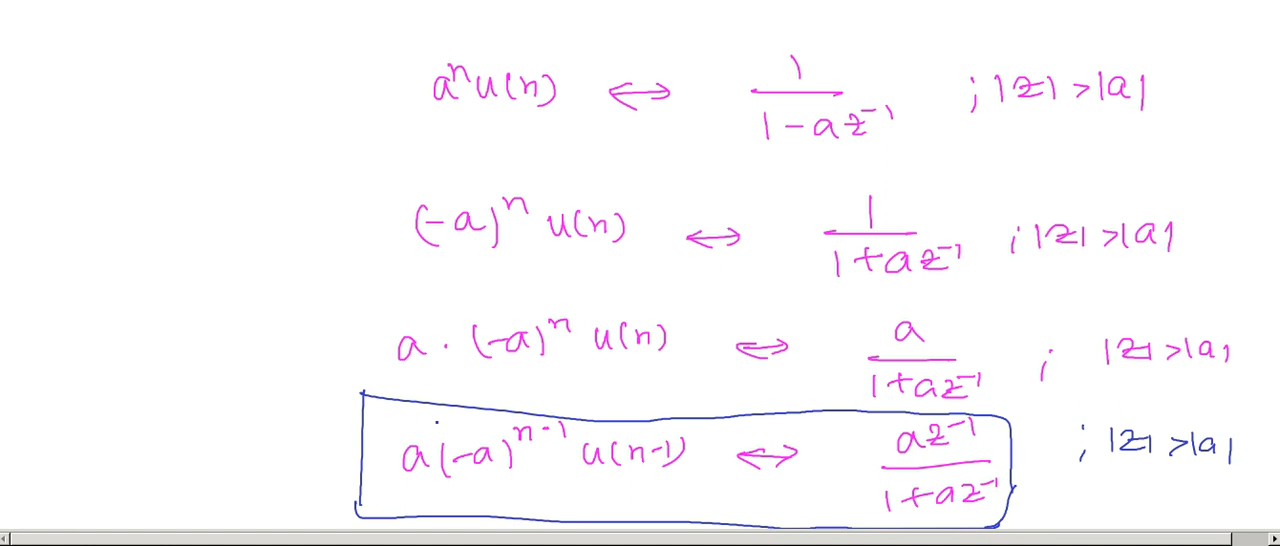 aⁿu(n) ⟷ 1/(1-az⁻¹) ; |z| >|a|
(-a)ⁿ u(n) ⟷ 1/(1+az⁻¹) ; |z| >|a|
a · (-a)ⁿ u(n) ⟷ a/(1+az⁻¹) ; |z| >|a|
a(-a)ⁿ⁻¹ u(n-1) ⟷ az⁻¹/(1+az⁻¹) ; |z| >|a|